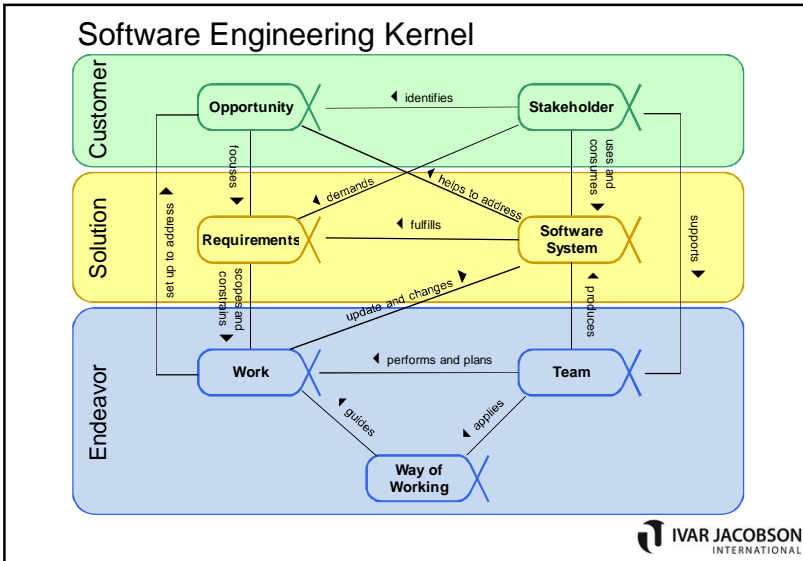 Software Engineering Kernel
Customer
Opportunity
identifies
Stakeholder
focuses
demands
helps to address
uses and
consumes
Solution
set up to address
Requirements
fulfills
Software
System
supports
scopes and
constrains
update and changes
produces
Endeavor
Work
performs and plans
Team
guides
applies
Way of
Working
IVAR JACOBSON
INTERNATIONAL